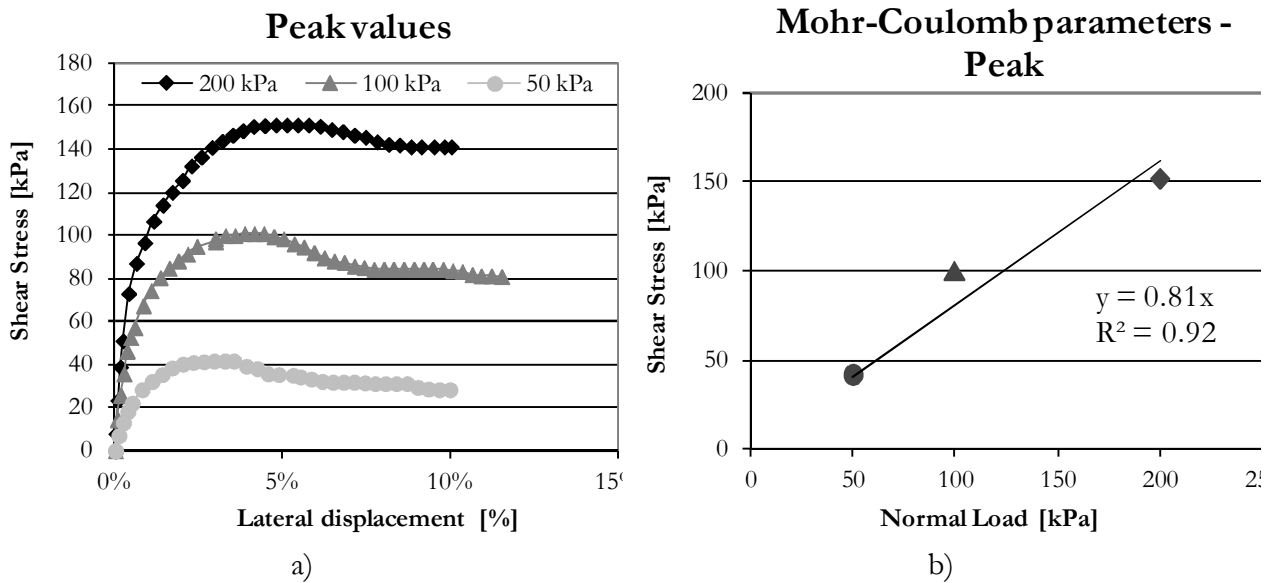 Peak values
180
160
140
120
100
80
60
40
20
0
200 kPa 100 kPa 50 kPa
Shear Stress [kPa]
0% 5% 10% 15%
Lateral displacement [%]
a)
Mohr-Coulomb parameters -
Peak
200
150
100
50
0
Shear Stress [kPa]
y = 0.81x
R² = 0.92
0 50 100 150 200 25
Normal Load [kPa]
b)